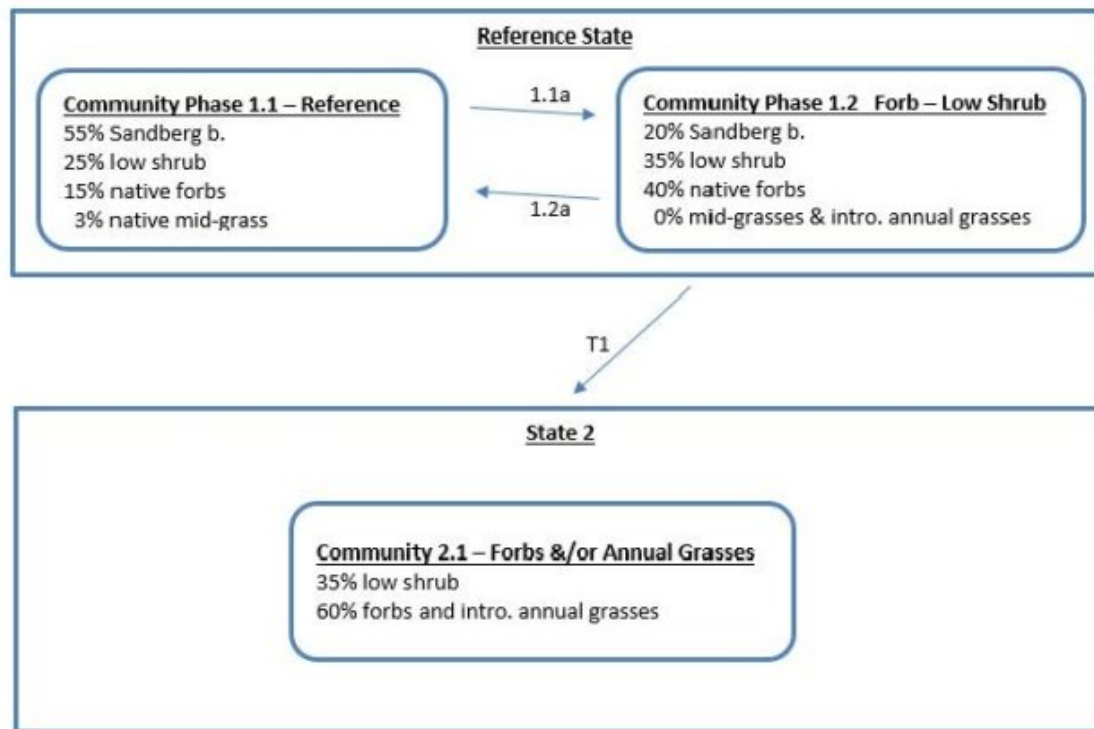 Reference State
Community Phase 1.1 – Reference
55% Sandberg b.
25% low shrub
15% native forbs
3% native mid-grass
1.1a
1.2a
Community Phase 1.2 Forb – Low Shrub
20% Sandberg b.
35% low shrub
40% native forbs
0% mid-grasses & intro. annual grasses
T1
State 2
Community 2.1 – Forbs &/or Annual Grasses
35% low shrub
60% forbs and intro. annual grasses